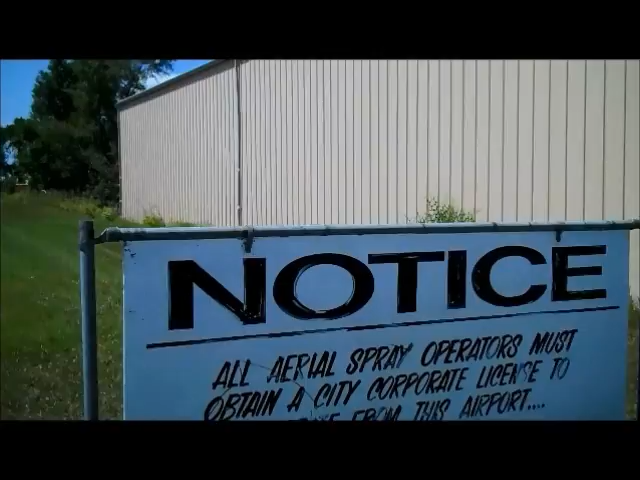 NOTICE
ALL AERIAL SPRAY OPERATORS MUST
OBTAIN A CITY CORPORATE LICENSE TO
FROM THIS AIRPORT....